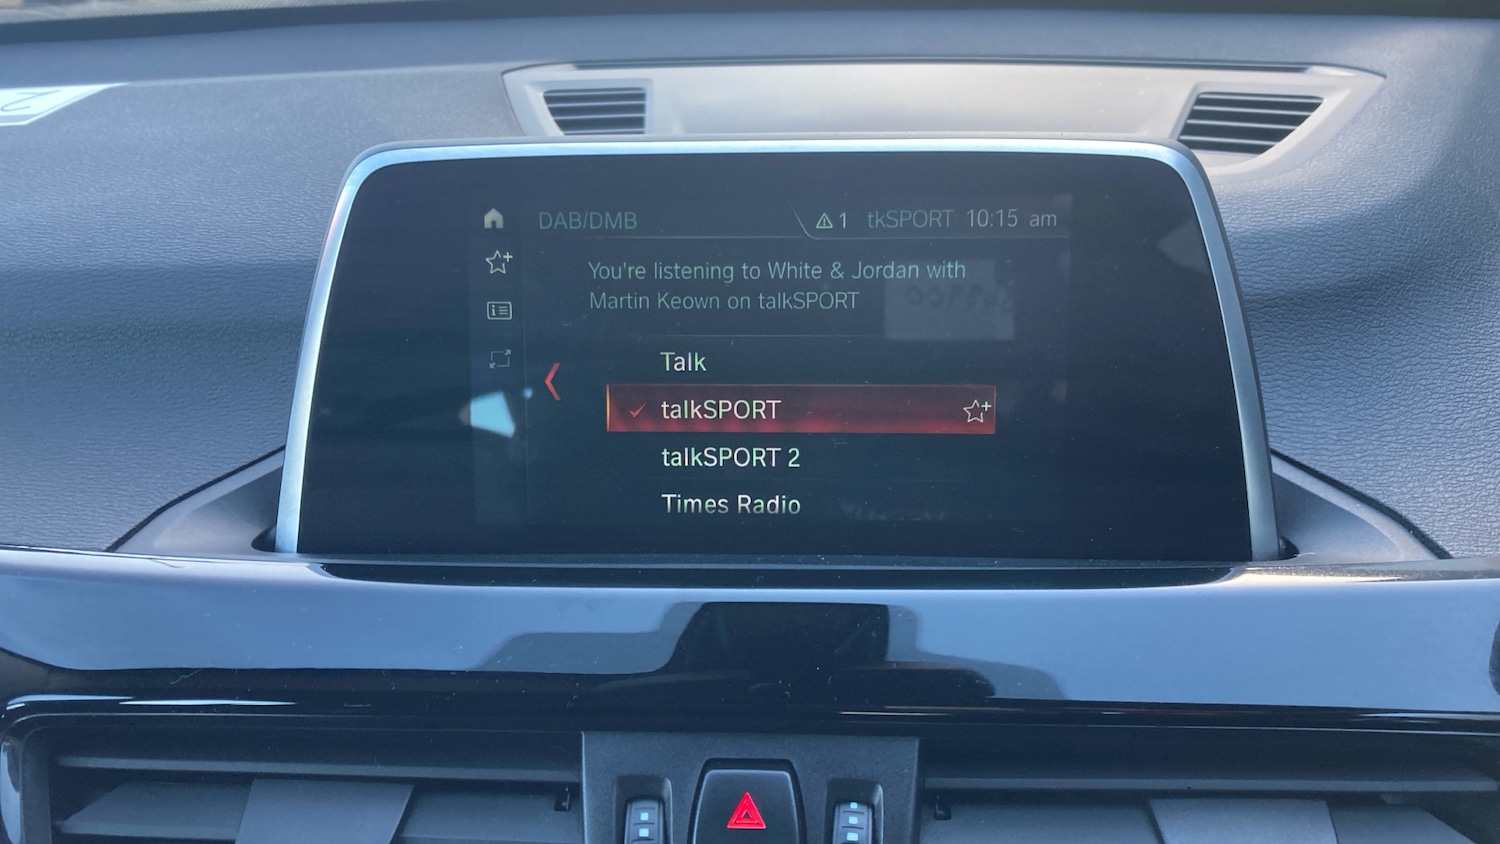 DAB/DMB
1 tkSPORT 10:15 am
You're listening to White & Jordan with
Martin Keown on talkSPORT
Talk
talkSPORT
talkSPORT 2
Times Radio